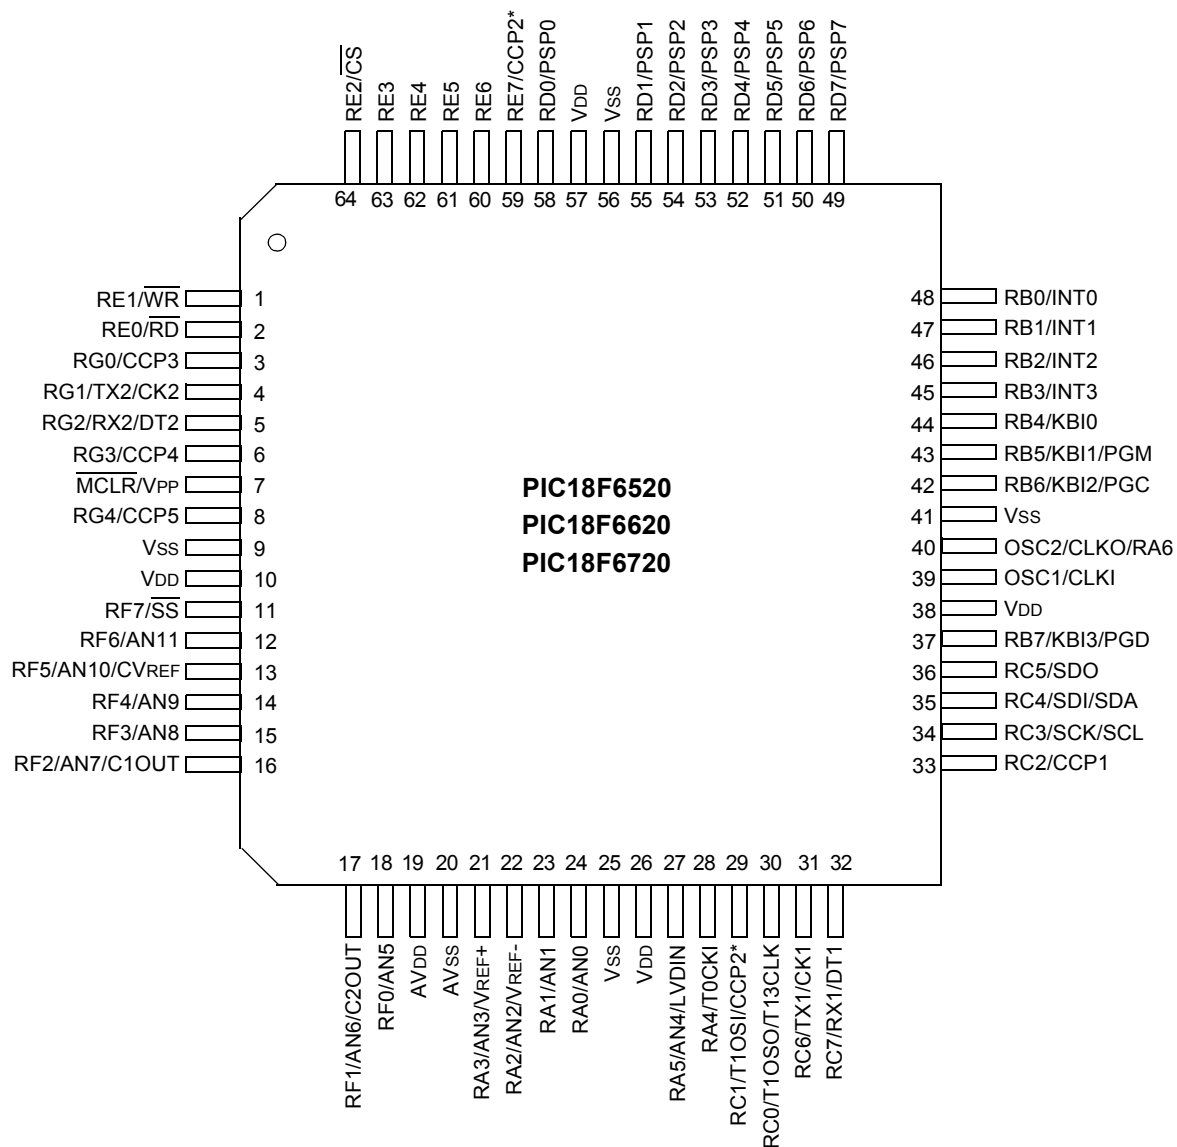 RE2/CS
RE3
RE4
RE5
RE6
RE7/CCP2*
RD0/PSP0
VDD
VSS
RD1/PSP1
RD2/PSP2
RD3/PSP3
RD4/PSP4
RD5/PSP5
RD6/PSP6
RD7/PSP7
64 63 62 61 60 59 58 57 56 55 54 53 52 51 50 49
RE1/WR 1
RE0/RD 2
RG0/CCP3 3
RG1/TX2/CK2 4
RG2/RX2/DT2 5
RG3/CCP4 6
MCLR/VPP 7
RG4/CCP5 8
VSS 9
VDD 10
RF7/SS 11
RF6/AN11 12
RF5/AN10/CVREF 13
RF4/AN9 14
RF3/AN8 15
RF2/AN7/C1OUT 16
PIC18F6520
PIC18F6620
PIC18F6720
48 RB0/INT0
47 RB1/INT1
46 RB2/INT2
45 RB3/INT3
44 RB4/KBI0
43 RB5/KBI1/PGM
42 RB6/KBI2/PGC
41 VSS
40 OSC2/CLKO/RA6
39 OSC1/CLKI
38 VDD
37 RB7/KBI3/PGD
36 RC5/SDO
35 RC4/SDI/SDA
34 RC3/SCK/SCL
33 RC2/CCP1
17 18 19 20 21 22 23 24 25 26 27 28 29 30 31 32
RF1/AN6/C2OUT
RF0/AN5
AVDD
AVSS
RA3/AN3/VREF+
RA2/AN2/VREF-
RA1/AN1
RA0/AN0
VSS
VDD
RA5/AN4/LVDIN
RA4/T0CKI
RC1/T1OSI/CCP2*
RC0/T1OSO/T13CLK
RC6/TX1/CK1
RC7/RX1/DT1